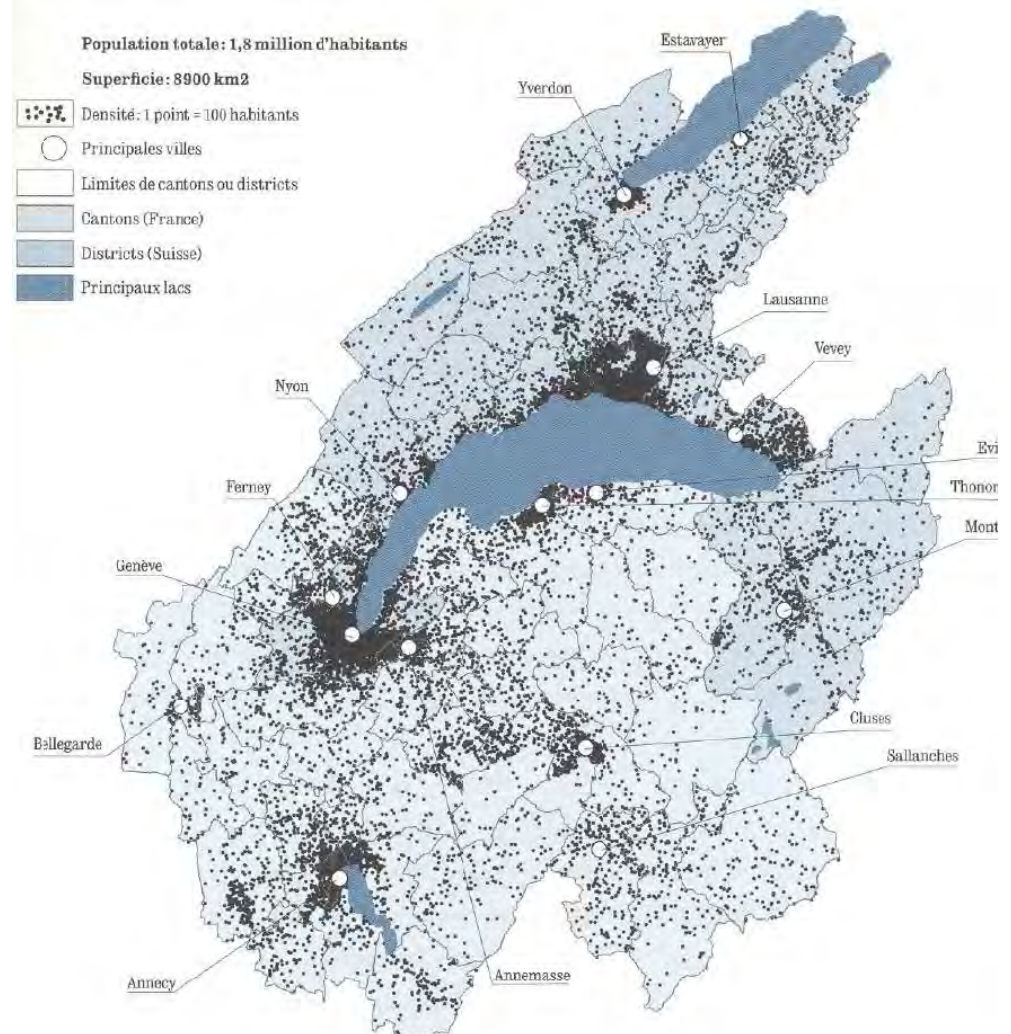 Population totale: 1,8 million d'habitants
Superficie: 8900 km2
Densité: 1 point = 100 habitants
Principales villes
Limites de cantons ou districts
Cantons (France)
Districts (Suisse)
Principaux lacs
Estavayer
Yverdon
Lausanne
Vevey
Nyon
Evi
Ferney
Thonon
Mont
Genève
Cluses
Bellegarde
Sallanches
Annemasse
Annecy